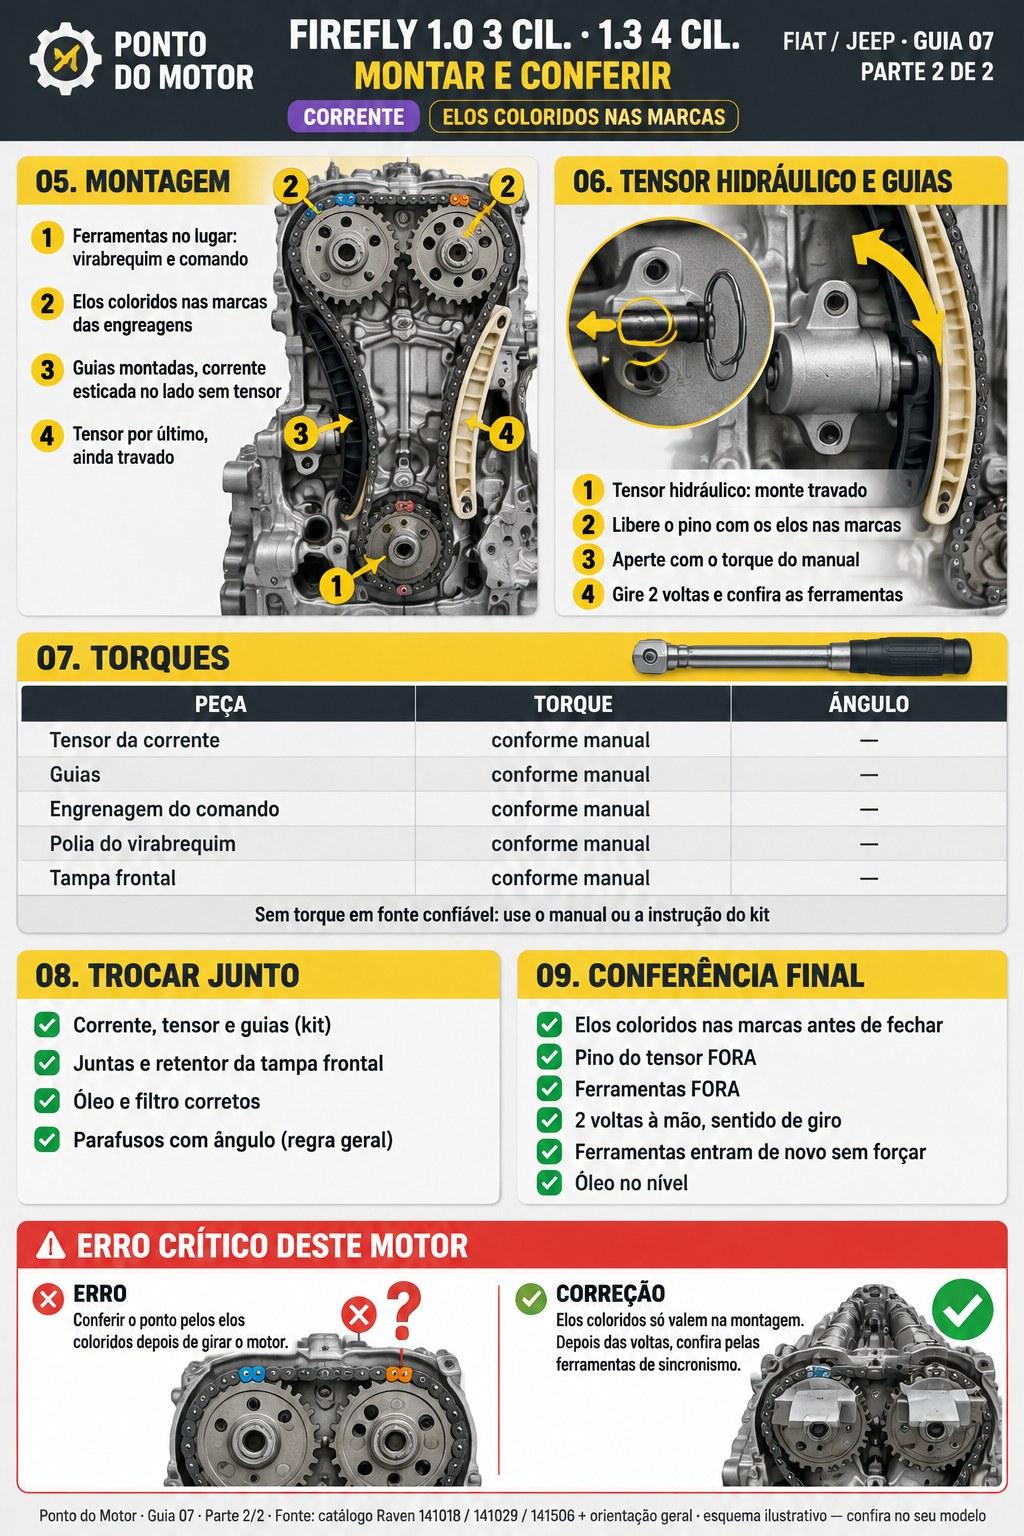 PONTO
DO MOTOR
FIREFLY 1.0 3 CIL. · 1.3 4 CIL.
MONTAR E CONFERIR
CORRENTE
ELOS COLORIDOS NAS MARCAS
FIAT / JEEP · GUIA 07
PARTE 2 DE 2
05. MONTAGEM
1 Ferramentas no lugar:
virabrequim e comando
2 Elos coloridos nas marcas
das engreagens
3 Guias montadas, corrente
esticada no lado sem tensor
4 Tensor por último,
ainda travado
2
2
3
4
1
06. TENSOR HIDRÁULICO E GUIAS
1 Tensor hidráulico: monte travado
2 Libere o pino com os elos nas marcas
3 Aperte com o torque do manual
4 Gire 2 voltas e confira as ferramentas
07. TORQUES
PEÇA TORQUE ÁNGULO
Tensor da corrente conforme manual —
Guias conforme manual —
Engrenagem do comando conforme manual —
Polia do virabrequim conforme manual —
Tampa frontal conforme manual —
Sem torque em fonte confiável: use o manual ou a instrução do kit
08. TROCAR JUNTO
Corrente, tensor e guias (kit)
Juntas e retentor da tampa frontal
Óleo e filtro corretos
Parafusos com ângulo (regra geral)
09. CONFERÊNCIA FINAL
Elos coloridos nas marcas antes de fechar
Pino do tensor FORA
Ferramentas FORA
2 voltas à mão, sentido de giro
Ferramentas entram de novo sem forçar
Óleo no nível
ERRO CRÍTICO DESTE MOTOR
ERRO
Conferir o ponto pelos elos
coloridos depois de girar o motor.
?
CORREÇÃO
Elos coloridos só valem na montagem.
Depois das voltas, confira pelas
ferramentas de sincronismo.
Ponto do Motor · Guia 07 · Parte 2/2 · Fonte: catálogo Raven 141018 / 141029 / 141506 + orientação geral · esquema ilustrativo — confira no seu modelo